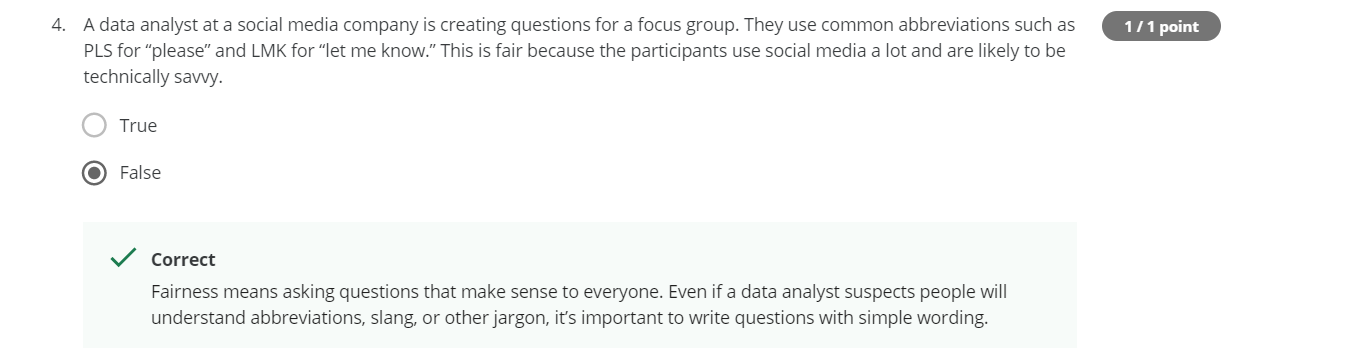 4. A data analyst at a social media company is creating questions for a focus group. They use common abbreviations such as
1 / 1 point
PLS for “please” and LMK for “let me know.” This is fair because the participants use social media a lot and are likely to be
technically savvy.
True
False
Correct
Fairness means asking questions that make sense to everyone. Even if a data analyst suspects people will
understand abbreviations, slang, or other jargon, it’s important to write questions with simple wording.